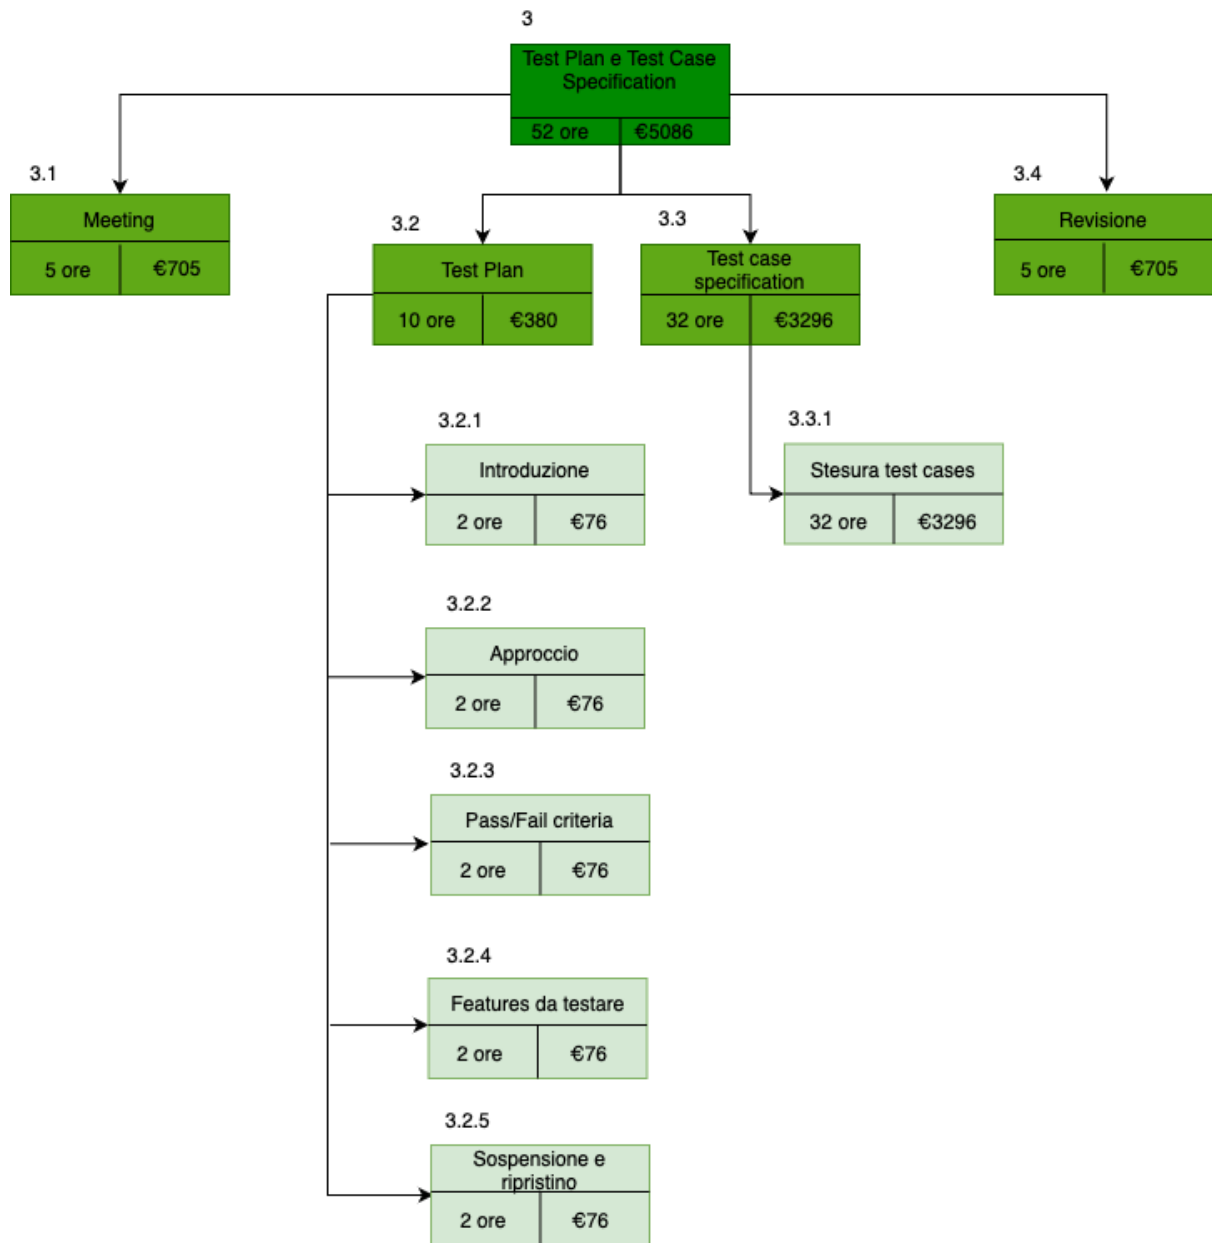 3
Test Plan e Test Case
Specification
52 ore €5086
3.1
Meeting
5 ore €705
3.2
Test Plan
10 ore €380
3.3
Test case
specification
32 ore €3296
3.4
Revisione
5 ore €705
3.2.1
Introduzione
2 ore €76
3.3.1
Stesura test cases
32 ore €3296
3.2.2
Approccio
2 ore €76
3.2.3
Pass/Fail criteria
2 ore €76
3.2.4
Features da testare
2 ore €76
3.2.5
Sospensione e
ripristino
2 ore €76